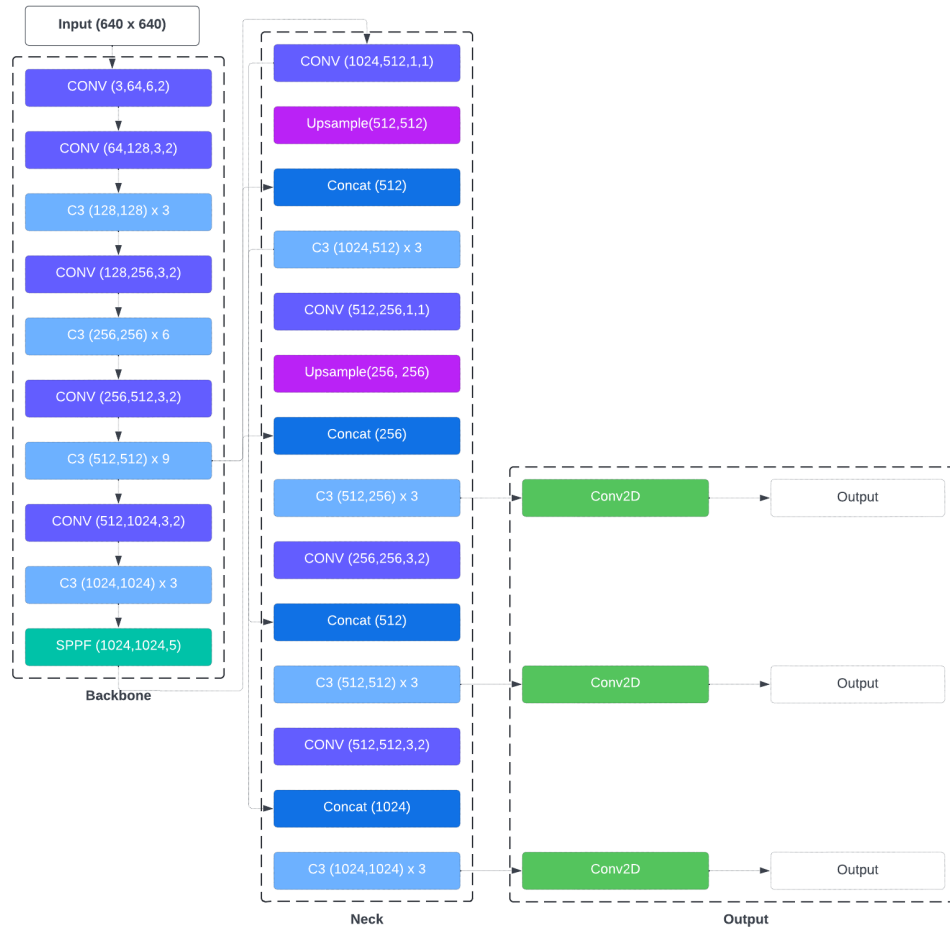 Input (640 x 640)
CONV (3,64,6,2)
CONV (64,128,3,2)
C3 (128,128) x 3
CONV (128,256,3,2)
C3 (256,256) x 6
CONV (256,512,3,2)
C3 (512,512) x 9
CONV (512,1024,3,2)
C3 (1024,1024) x 3
SPPF (1024,1024,5)
Backbone
CONV (1024,512,1,1)
Upsample(512,512)
Concat (512)
C3 (1024,512) x 3
CONV (512,256,1,1)
Upsample(256, 256)
Concat (256)
C3 (512,256) x 3
CONV (256,256,3,2)
Concat (512)
C3 (512,512) x 3
CONV (512,512,3,2)
Concat (1024)
C3 (1024,1024) x 3
Neck
Conv2D
Output
Conv2D
Output
Conv2D
Output
Output